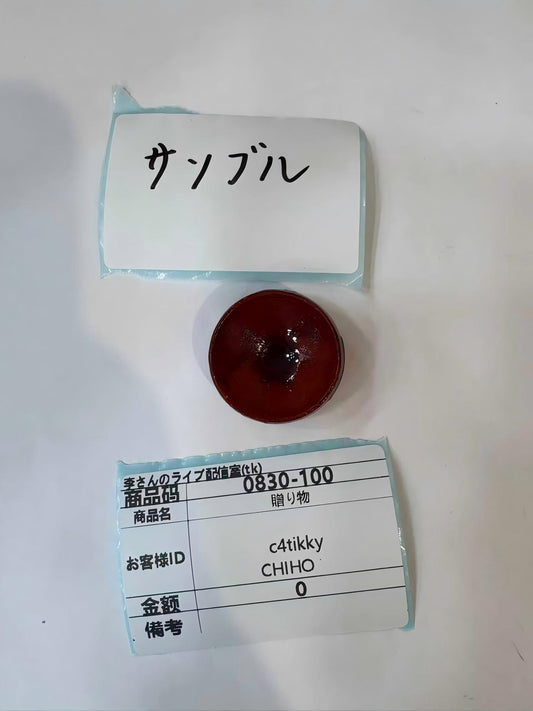 サンブル
李さんのライブ配信室(tk)
商品码 0830-100
商品名 贈り物
お客様ID c4tikky
CHIHO
金额 0
備考